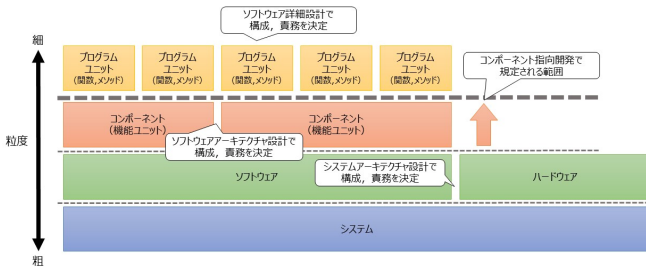 ソフトウェア詳細設計で
構成，責務を決定
細
プログラム
ユニット
(関数,メソッド)
プログラム
ユニット
(関数,メソッド)
プログラム
ユニット
(関数,メソッド)
プログラム
ユニット
(関数,メソッド)
プログラム
ユニット
(関数,メソッド)
コンポーネント指向開発で
規定される範囲
コンポーネント
(機能ユニット)
コンポーネント
(機能ユニット)
粒度
ソフトウェアアーキテクチャ設計で
構成，責務を決定
システムアーキテクチャ設計で
構成，責務を決定
ソフトウェア
ハードウェア
システム
粗